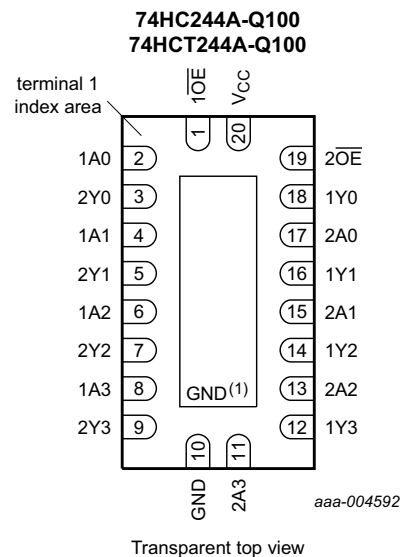 74HC244A-Q100
74HCT244A-Q100
terminal 1
index area
1O̅E̅
VCC
1
20
1A0 2
19 2O̅E̅
2Y0 3
18 1Y0
1A1 4
17 2A0
2Y1 5
16 1Y1
1A2 6
15 2A1
2Y2 7
14 1Y2
1A3 8
GND(1)
13 2A2
2Y3 9
12 1Y3
10
11
GND
2A3
aaa-004592
Transparent top view